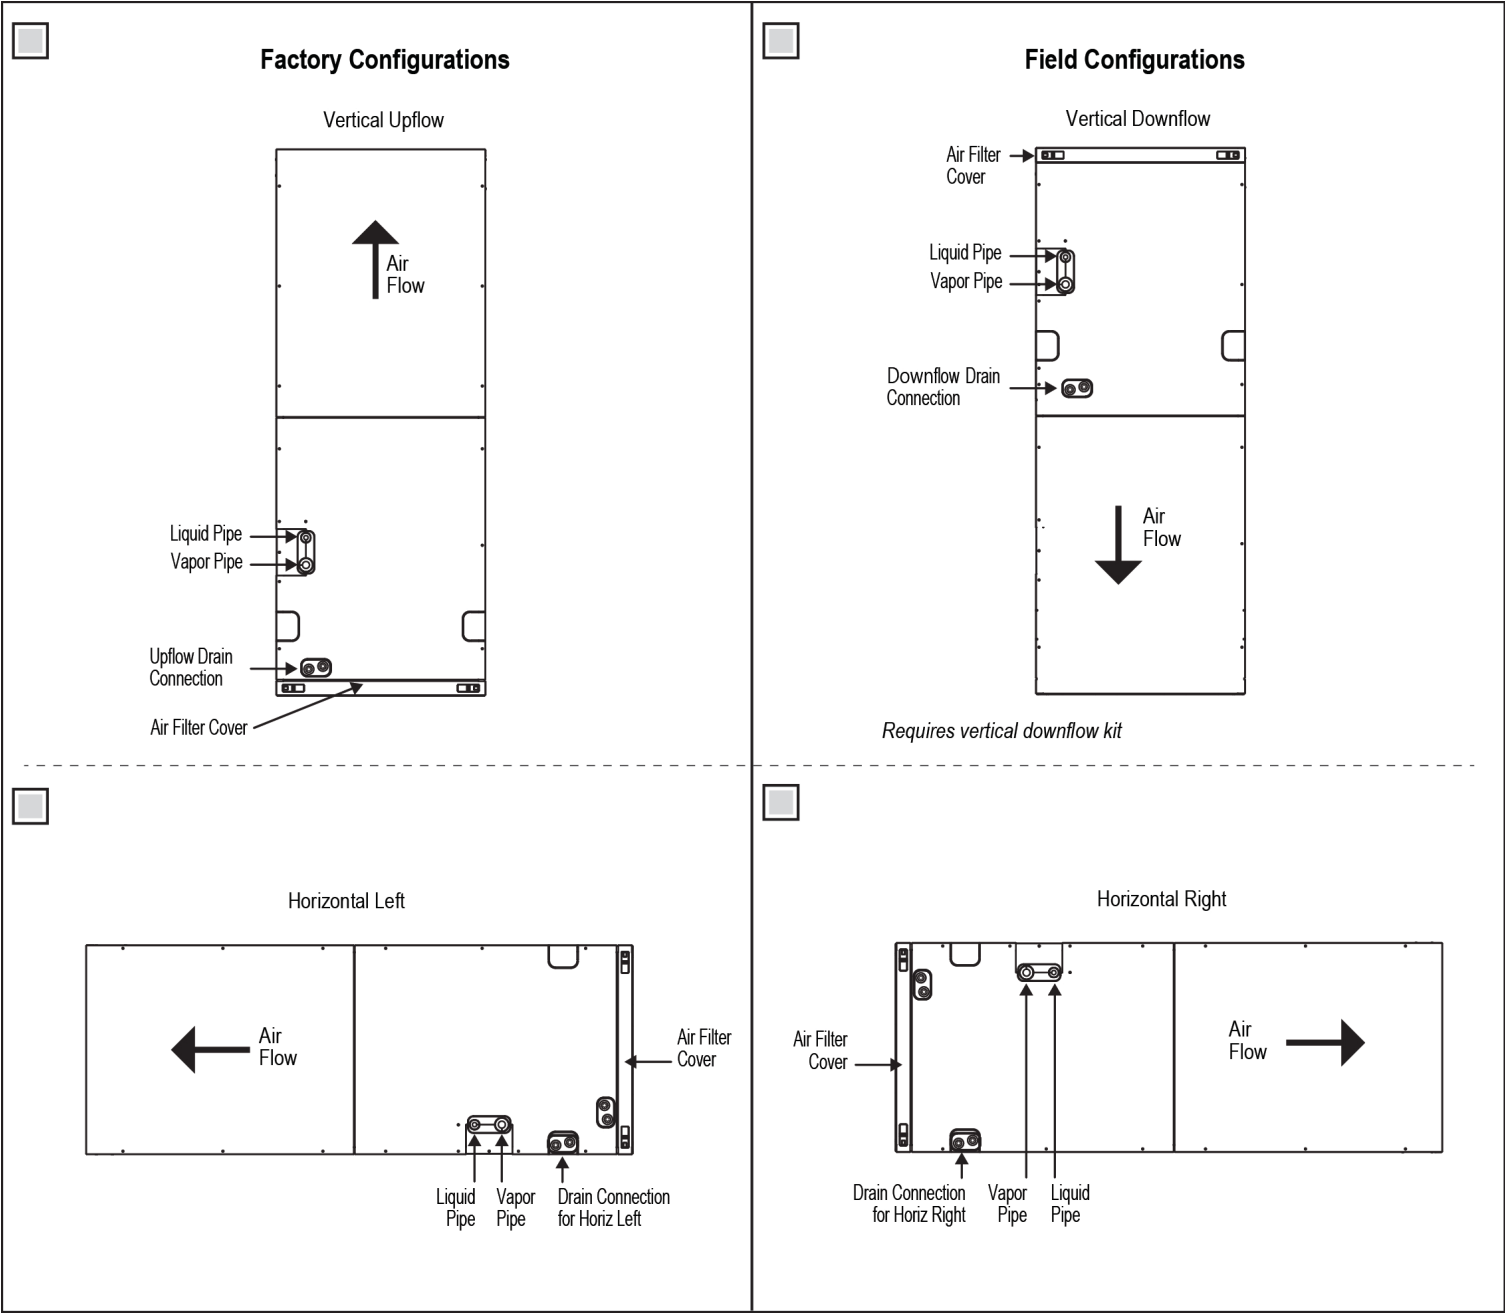 Factory Configurations
Vertical Upflow
Air
Flow
Liquid Pipe
Vapor Pipe
Upflow Drain
Connection
Air Filter Cover
Field Configurations
Vertical Downflow
Air Filter
Cover
Liquid Pipe
Vapor Pipe
Downflow Drain
Connection
Air
Flow
Requires vertical downflow kit
Horizontal Left
Air
Flow
Air Filter
Cover
Liquid
Pipe
Vapor
Pipe
Drain Connection
for Horiz Left
Horizontal Right
Air Filter
Cover
Air
Flow
Drain Connection
for Horiz Right
Vapor
Pipe
Liquid
Pipe